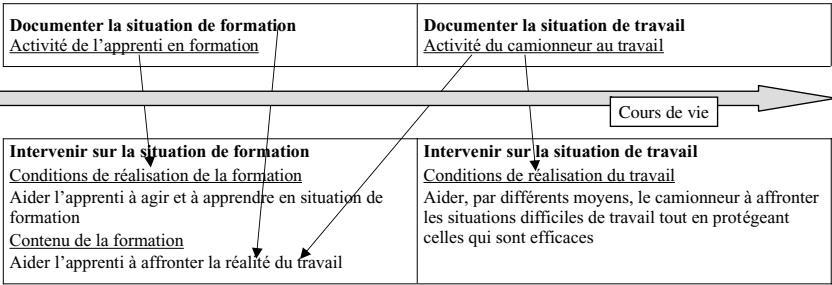 Documenter la situation de formation
Activité de l'apprenti en formation
Documenter la situation de travail
Activité du camionneur au travail
Cours de vie
Intervenir sur la situation de formation
Conditions de réalisation de la formation
Aider l'apprenti à agir et à apprendre en situation de
formation
Contenu de la formation
Aider l'apprenti à affronter la réalité du travail
Intervenir sur la situation de travail
Conditions de réalisation du travail
Aider, par différents moyens, le camionneur à affronter
les situations difficiles de travail tout en protégeant
celles qui sont efficaces